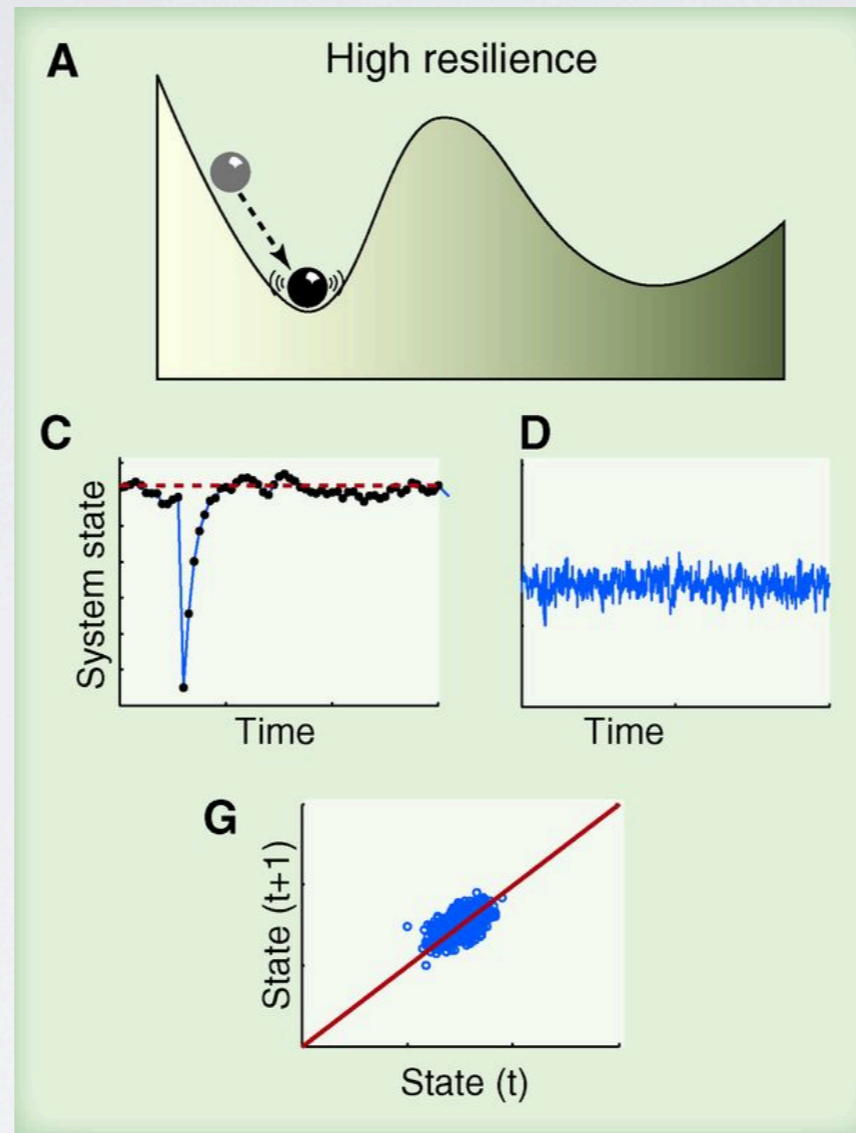 A
High resilience
C
System state
Time
D
Time
G
State (t+1)
State (t)